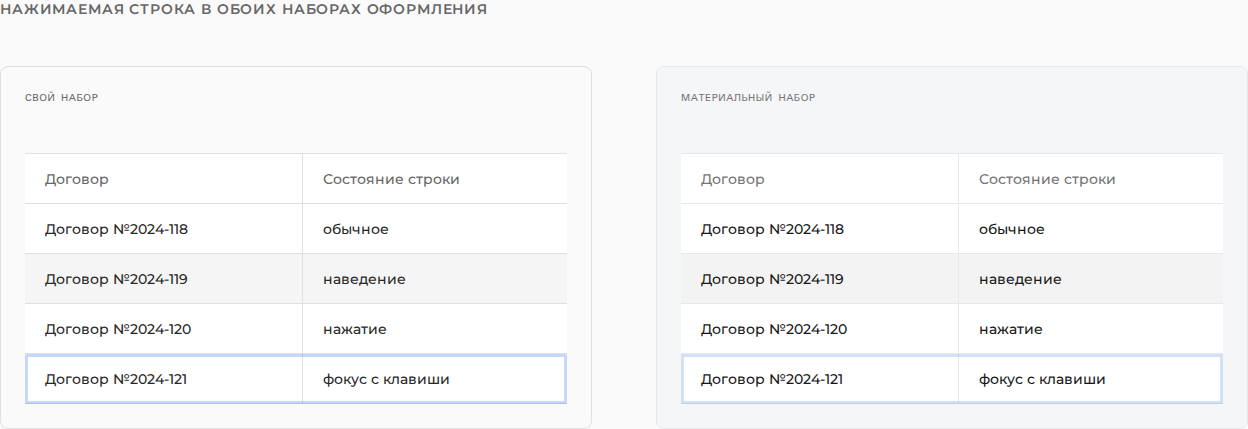 НАЖИМАЕМАЯ СТРОКА В ОБОИХ НАБОРАХ ОФОРМЛЕНИЯ
СВОЙ НАБОР
Договор Состояние строки
Договор №2024-118 обычное
Договор №2024-119 наведение
Договор №2024-120 нажатие
Договор №2024-121 фокус с клавиши
МАТЕРИАЛЬНЫЙ НАБОР
Договор Состояние строки
Договор №2024-118 обычное
Договор №2024-119 наведение
Договор №2024-120 нажатие
Договор №2024-121 фокус с клавиши